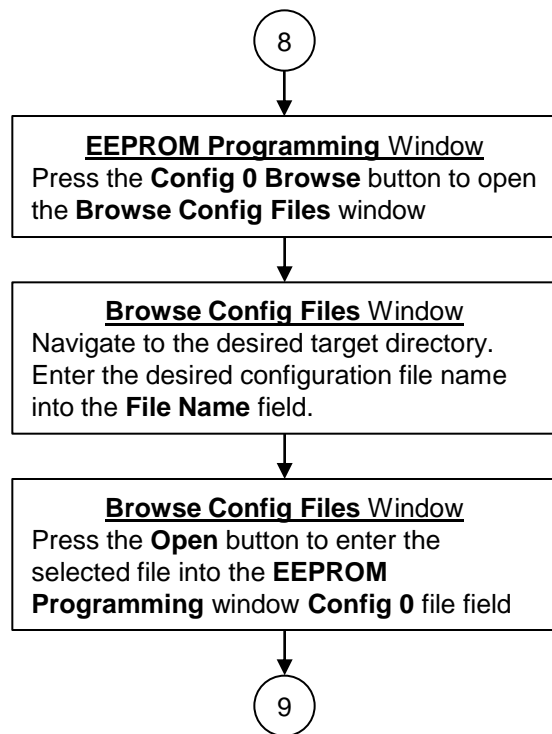 8
EEPROM Programming Window
Press the Config 0 Browse button to open
the Browse Config Files window
Browse Config Files Window
Navigate to the desired target directory.
Enter the desired configuration file name
into the File Name field.
Browse Config Files Window
Press the Open button to enter the
selected file into the EEPROM
Programming window Config 0 file field
9